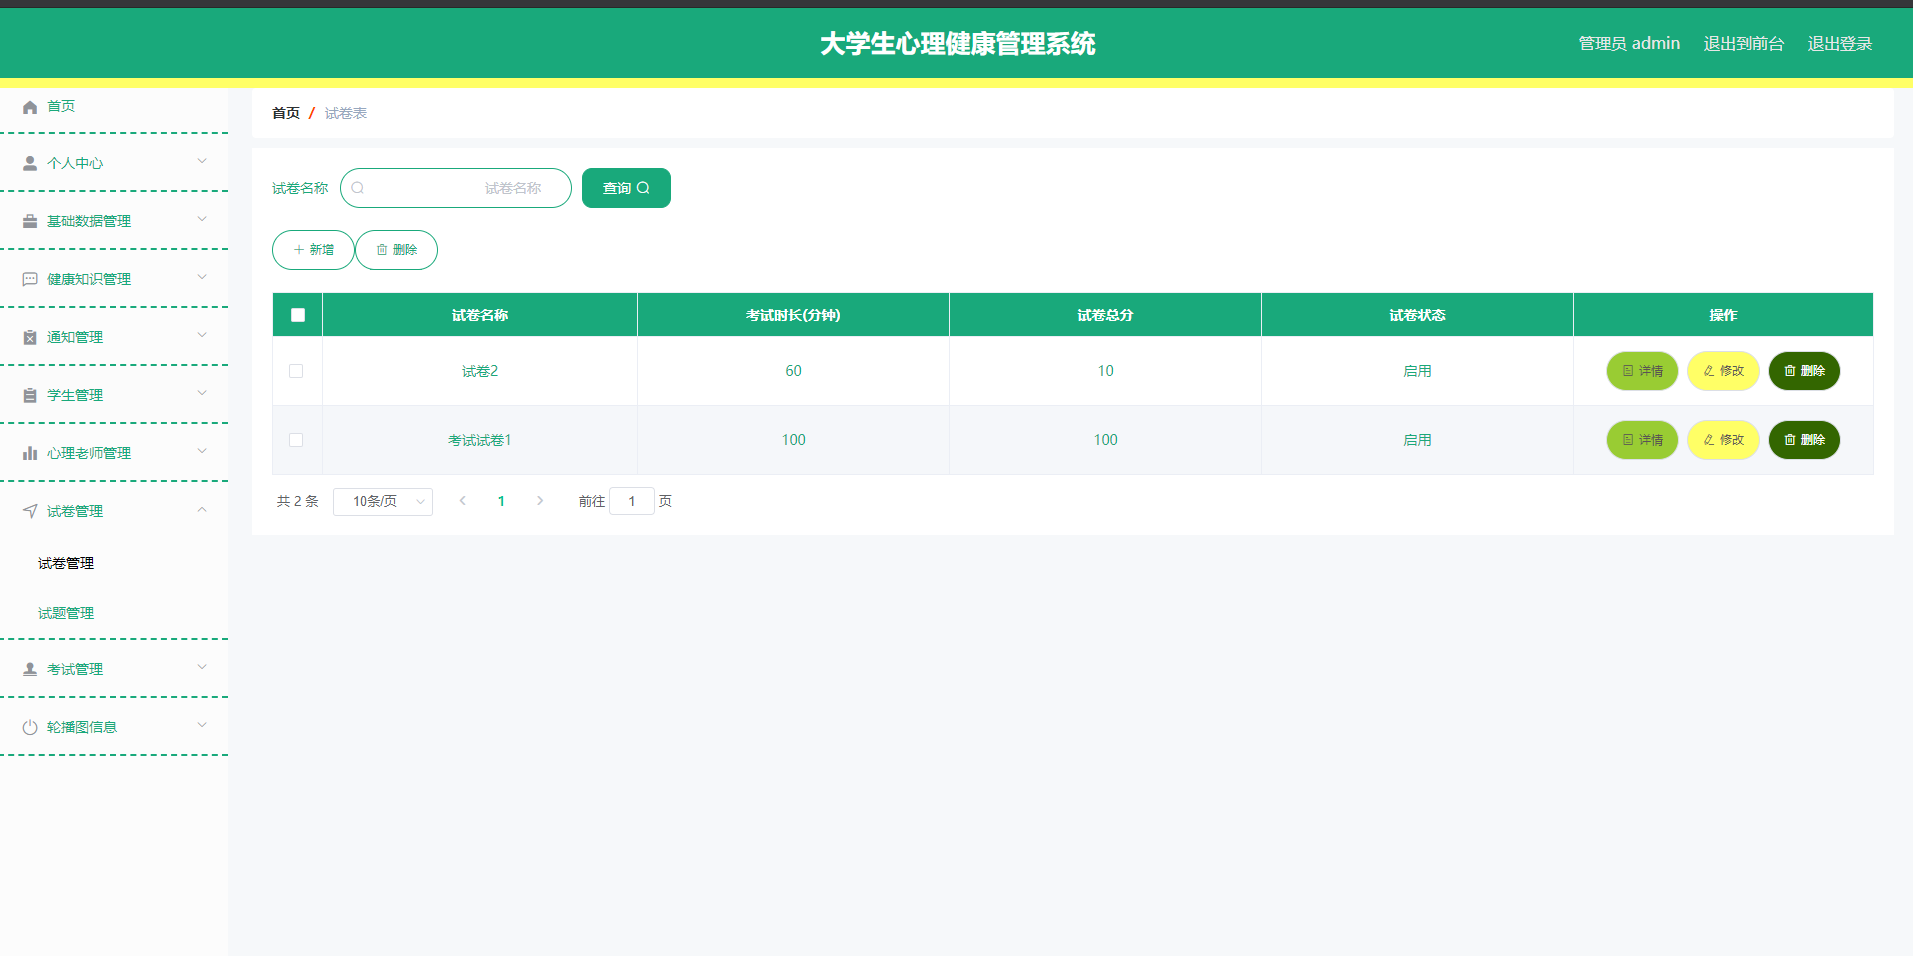 大学生心理健康管理系统
管理员 admin 退出到前台 退出登录
首页
个人中心
基础数据管理
健康知识管理
通知管理
学生管理
心理老师管理
试卷管理
试卷管理
试题管理
考试管理
轮播图信息
首页 / 试卷表
试卷名称 试卷名称 查询
新增 删除
试卷名称 考试时长(分钟) 试卷总分 试卷状态 操作
试卷2 60 10 启用 详情 修改 删除
考试试卷1 100 100 启用 详情 修改 删除
共 2 条 10条/页 1 前往 1 页